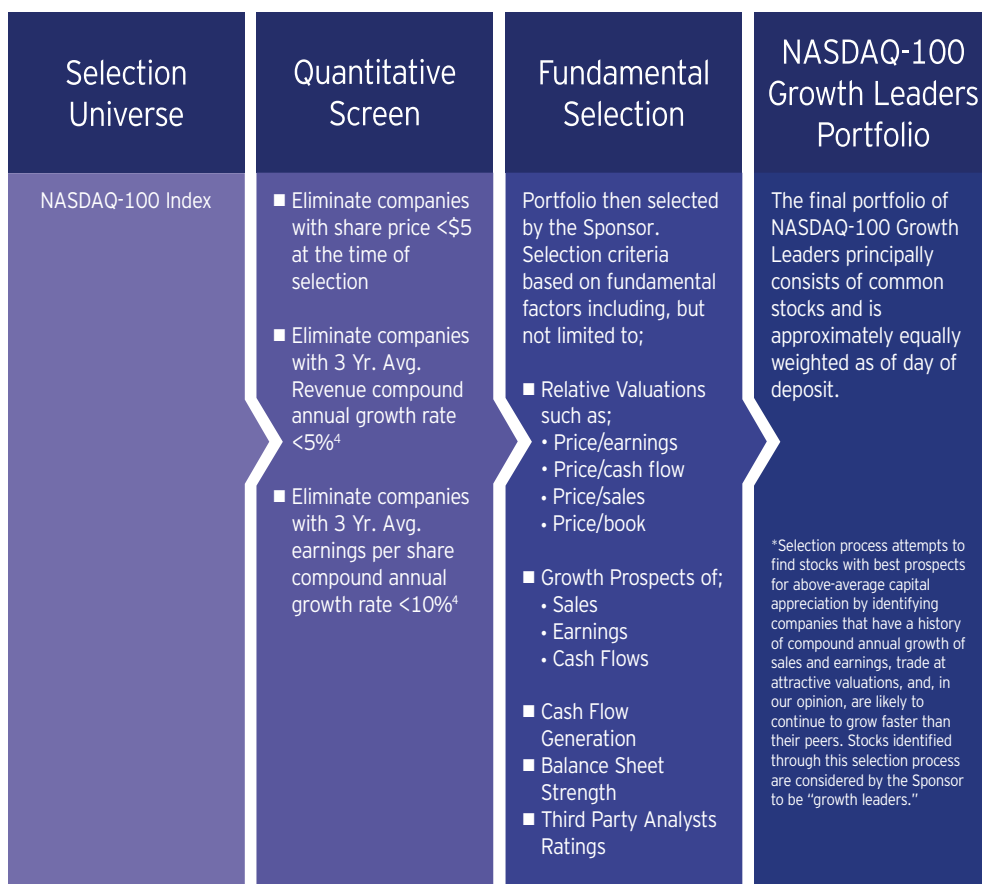 Selection
Universe
NASDAQ-100 Index
Quantitative
Screen
■ Eliminate companies
with share price <$5
at the time of
selection
■ Eliminate companies
with 3 Yr. Avg.
Revenue compound
annual growth rate
<5%⁴
■ Eliminate companies
with 3 Yr. Avg.
earnings per share
compound annual
growth rate <10%⁴
Fundamental
Selection
Portfolio then selected
by the Sponsor.
Selection criteria
based on fundamental
factors including, but
not limited to;
■ Relative Valuations
such as;
• Price/earnings
• Price/cash flow
• Price/sales
• Price/book
■ Growth Prospects of;
• Sales
• Earnings
• Cash Flows
■ Cash Flow
Generation
■ Balance Sheet
Strength
■ Third Party Analysts
Ratings
NASDAQ-100
Growth Leaders
Portfolio
The final portfolio of
NASDAQ-100 Growth
Leaders principally
consists of common
stocks and is
approximately equally
weighted as of day of
deposit.
*Selection process attempts to
find stocks with best prospects
for above-average capital
appreciation by identifying
companies that have a history
of compound annual growth of
sales and earnings, trade at
attractive valuations, and, in
our opinion, are likely to
continue to grow faster than
their peers. Stocks identified
through this selection process
are considered by the Sponsor
to be “growth leaders.”